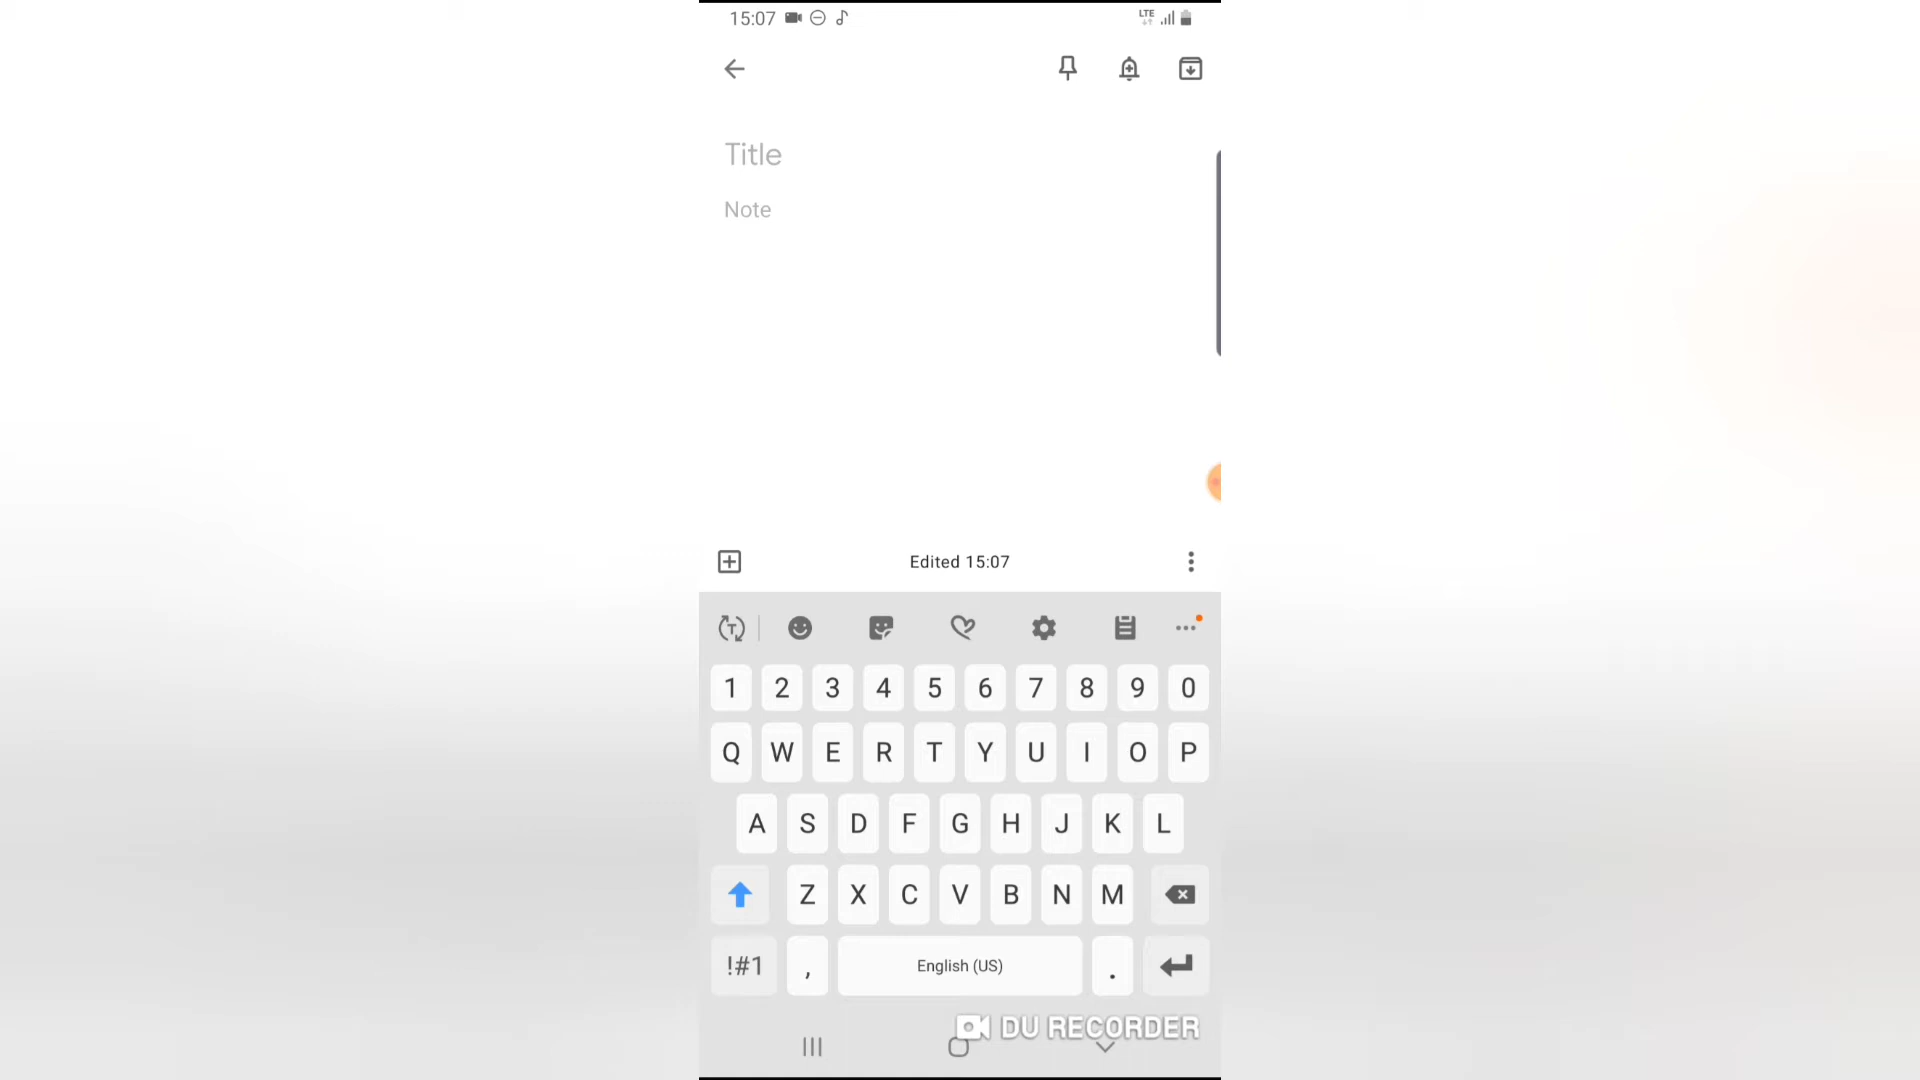 15:07 LTE
Title
Note
Edited 15:07
T
1 2 3 4 5 6 7 8 9 0
Q W E R T Y U I O P
A S D F G H J K L
Z X C V B N M
!#1 , English (US) .
DU RECORDER